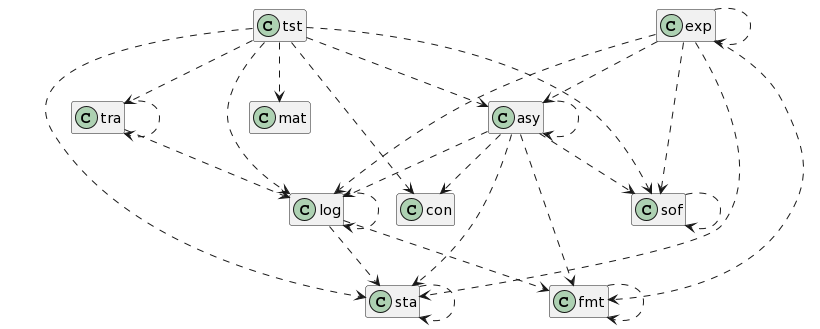 C tst
C exp
C tra
C mat
C asy
C log
C con
C sof
C sta
C fmt